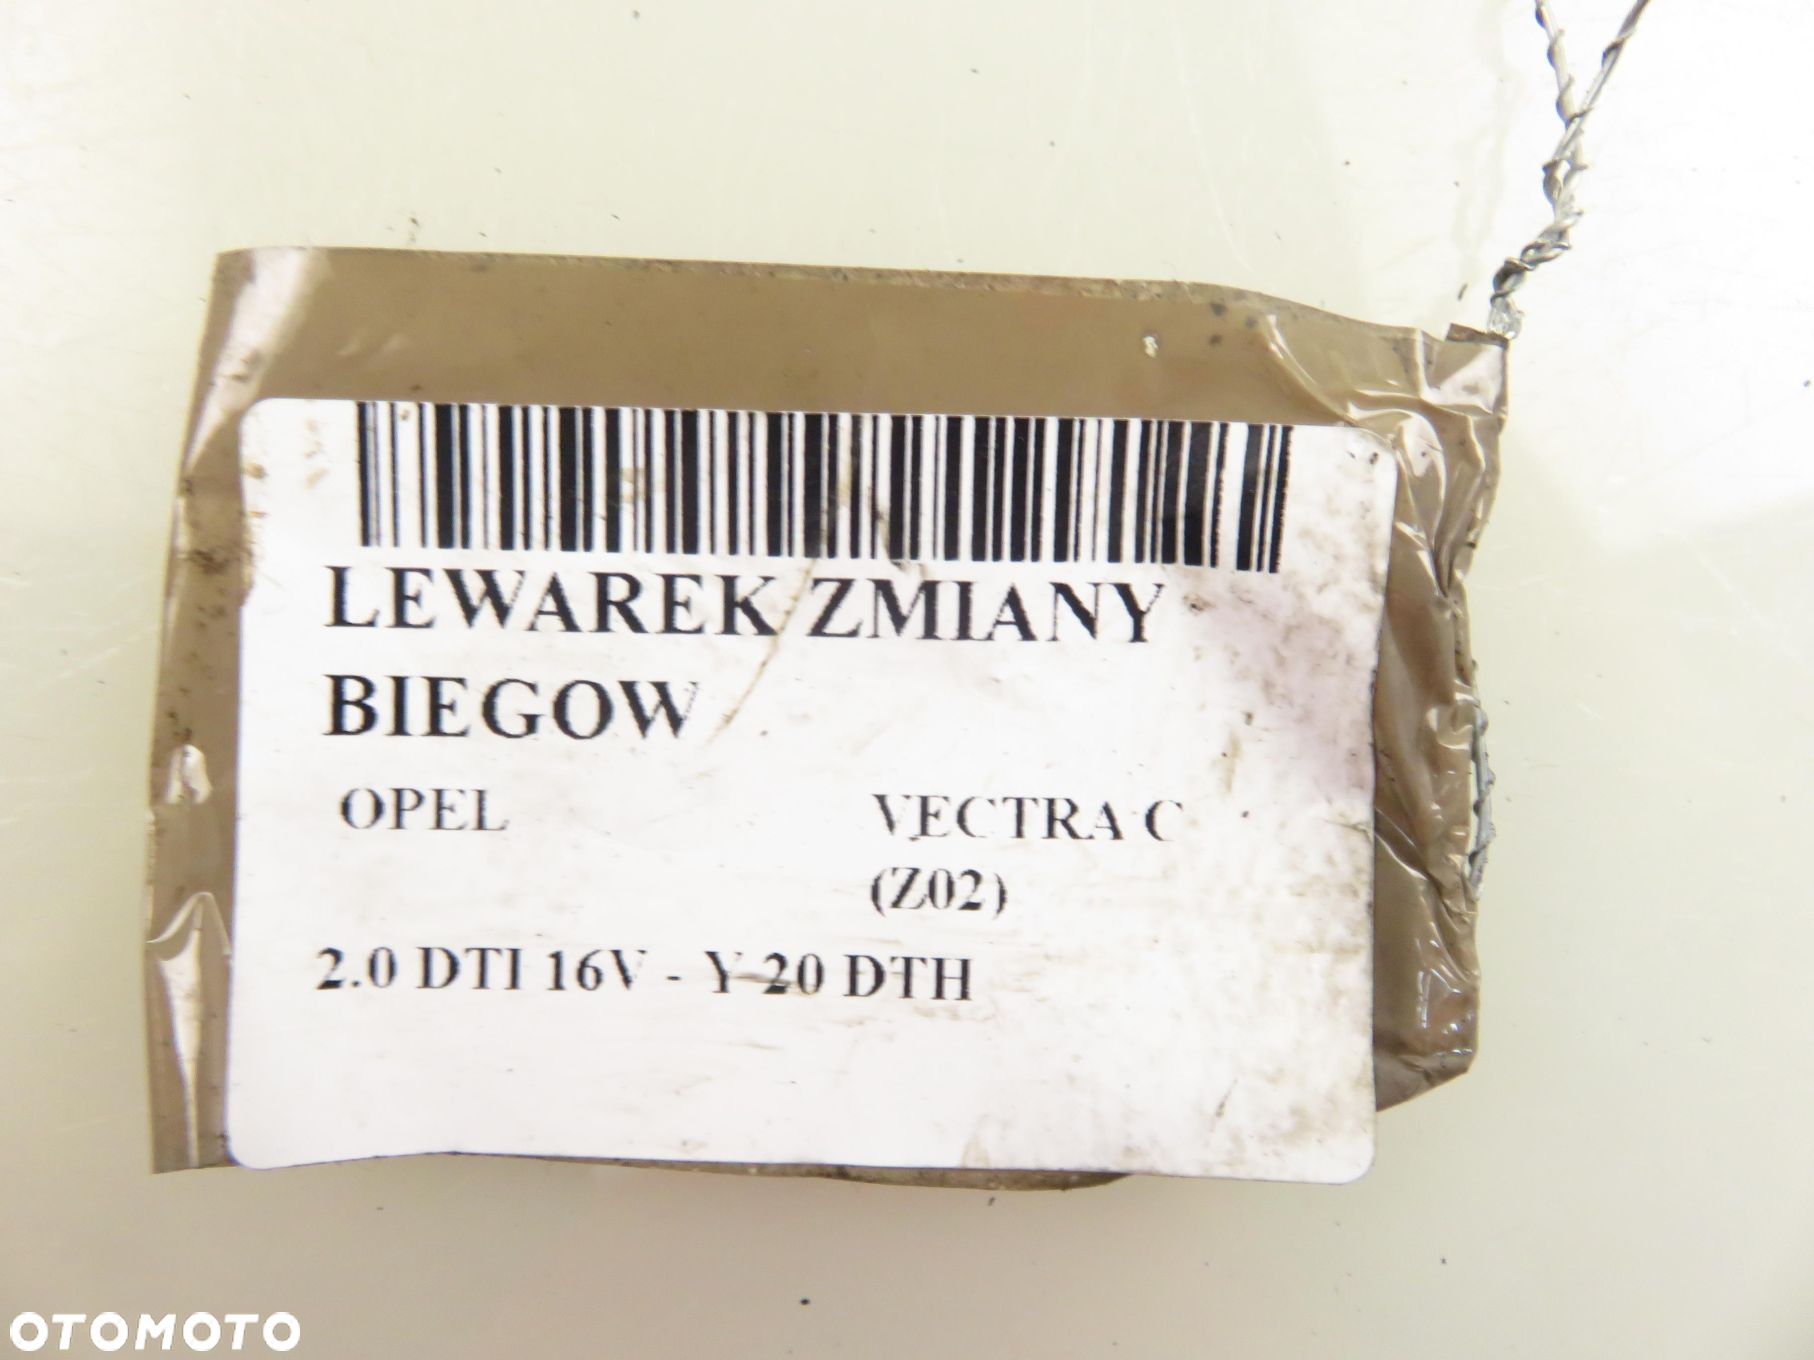 LEWAREK ZMIANY
BIEGOW
OPEL VECTRA C
(Z02)
2.0 DTI 16V - Y 20 DTH
OTOMOTO